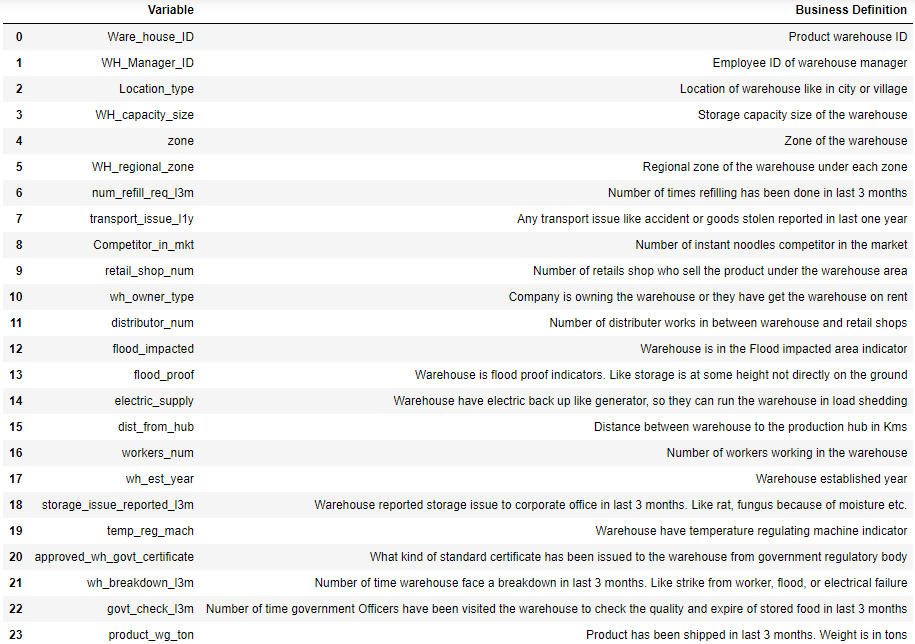 Variable Business Definition
0 Ware_house_ID Product warehouse ID
1 WH_Manager_ID Employee ID of warehouse manager
2 Location_type Location of warehouse like in city or village
3 WH_capacity_size Storage capacity size of the warehouse
4 zone Zone of the warehouse
5 WH_regional_zone Regional zone of the warehouse under each zone
6 num_refill_req_l3m Number of times refilling has been done in last 3 months
7 transport_issue_l1y Any transport issue like accident or goods stolen reported in last one year
8 Competitor_in_mkt Number of instant noodles competitor in the market
9 retail_shop_num Number of retails shop who sell the product under the warehouse area
10 wh_owner_type Company is owning the warehouse or they have get the warehouse on rent
11 distributor_num Number of distributer works in between warehouse and retail shops
12 flood_impacted Warehouse is in the Flood impacted area indicator
13 flood_proof Warehouse is flood proof indicators. Like storage is at some height not directly on the ground
14 electric_supply Warehouse have electric back up like generator, so they can run the warehouse in load shedding
15 dist_from_hub Distance between warehouse to the production hub in Kms
16 workers_num Number of workers working in the warehouse
17 wh_est_year Warehouse established year
18 storage_issue_reported_l3m Warehouse reported storage issue to corporate office in last 3 months. Like rat, fungus because of moisture etc.
19 temp_reg_mach Warehouse have temperature regulating machine indicator
20 approved_wh_govt_certificate What kind of standard certificate has been issued to the warehouse from government regulatory body
21 wh_breakdown_l3m Number of time warehouse face a breakdown in last 3 months. Like strike from worker, flood, or electrical failure
22 govt_check_l3m Number of time government Officers have been visited the warehouse to check the quality and expire of stored food in last 3 months
23 product_wg_ton Product has been shipped in last 3 months. Weight is in tons